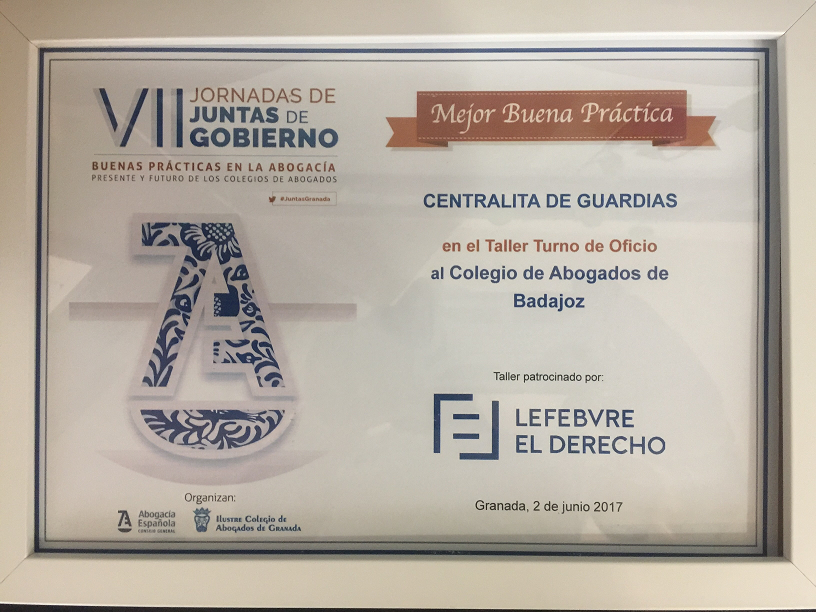 VII JORNADAS DE
JUNTAS DE
GOBIERNO
BUENAS PRÁCTICAS EN LA ABOGACÍA
PRESENTE Y FUTURO DE LOS COLEGIOS DE ABOGADOS
#JuntasGranada
Organizan:
Abogacía
Española
CONSEJO GENERAL
ILUSTRE COLEGIO DE
ABOGADOS DE GRANADA
Mejor Buena Práctica
CENTRALITA DE GUARDIAS
en el Taller Turno de Oficio
al Colegio de Abogados de
Badajoz
Taller patrocinado por:
LEFEBVRE
EL DERECHO
Granada, 2 de junio 2017